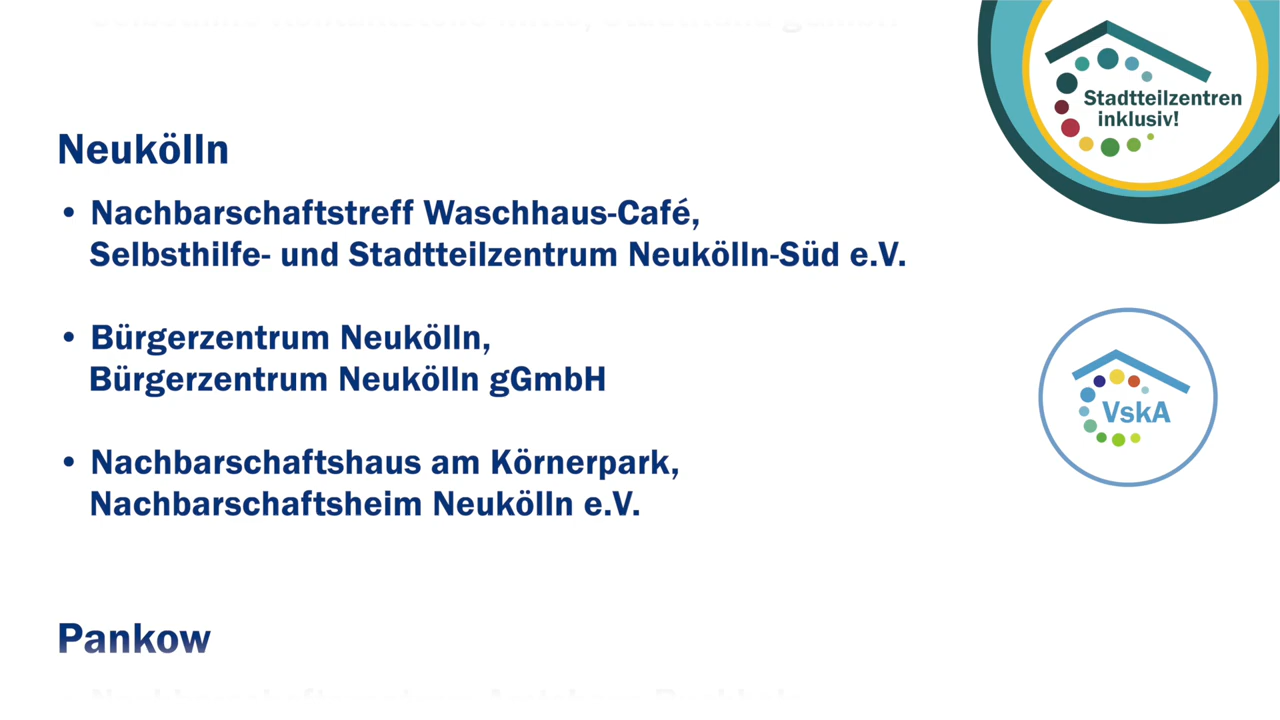 Stadtteilzentren
inklusiv!
Neukölln
• Nachbarschaftstreff Waschhaus-Café,
Selbsthilfe- und Stadtteilzentrum Neukölln-Süd e.V.
• Bürgerzentrum Neukölln,
Bürgerzentrum Neukölln gGmbH
• Nachbarschaftshaus am Körnerpark,
Nachbarschaftsheim Neukölln e.V.
VskA
Pankow